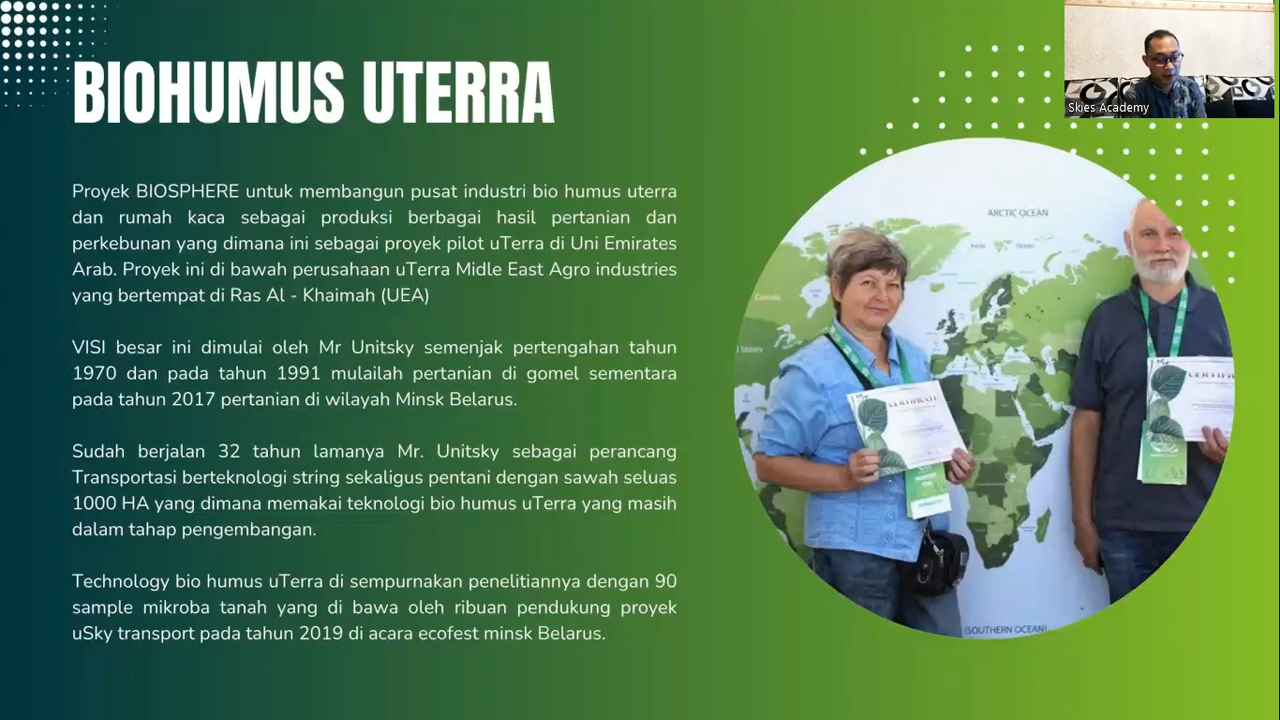 BIOHUMUS UTERRA
Skies Academy
Proyek BIOSPHERE untuk membangun pusat industri bio humus uterra
dan rumah kaca sebagai produksi berbagai hasil pertanian dan
perkebunan yang dimana ini sebagai proyek pilot uTerra di Uni Emirates
Arab. Proyek ini di bawah perusahaan uTerra Midle East Agro industries
yang bertempat di Ras Al - Khaimah (UEA)
VISI besar ini dimulai oleh Mr Unitsky semenjak pertengahan tahun
1970 dan pada tahun 1991 mulailah pertanian di gomel sementara
pada tahun 2017 pertanian di wilayah Minsk Belarus.
Sudah berjalan 32 tahun lamanya Mr. Unitsky sebagai perancang
Transportasi berteknologi string sekaligus pentani dengan sawah seluas
1000 HA yang dimana memakai teknologi bio humus uTerra yang masih
dalam tahap pengembangan.
Technology bio humus uTerra di sempurnakan penelitiannya dengan 90
sample mikroba tanah yang di bawa oleh ribuan pendukung proyek
uSky transport pada tahun 2019 di acara ecofest minsk Belarus.
ARCTIC OCEAN
Canada
CERTIFICATE
CERTIFI
(SOUTHERN OCEAN)